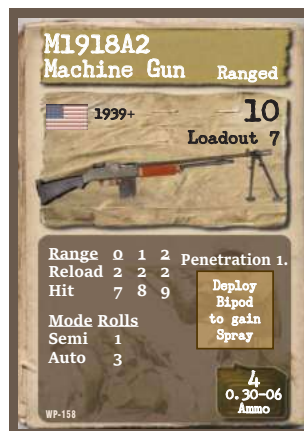 M1918A2
Machine Gun Ranged
1939+ 10
Loadout 7
Range 0 1 2 Penetration 1.
Reload 2 2 2
Hit 7 8 9
Deploy
Bipod
to gain
Spray
Mode Rolls
Semi 1
Auto 3
4
0.30-06
Ammo
WP-158